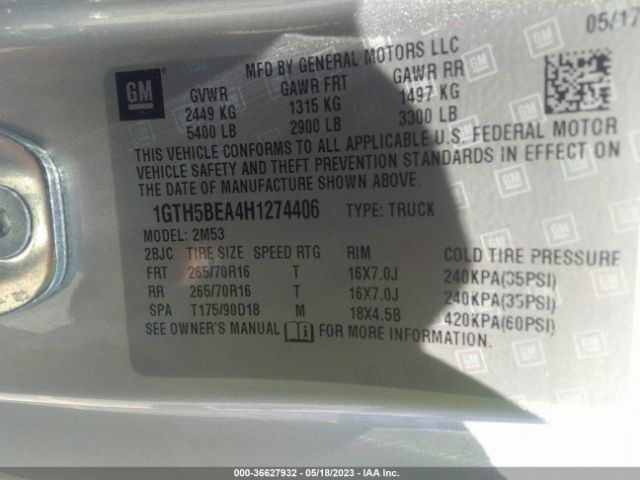 05/17
MFD BY GENERAL MOTORS LLC
GM
GVWR GAWR FRT GAWR RR
2449 KG 1315 KG 1497 KG
5400 LB 2900 LB 3300 LB
THIS VEHICLE CONFORMS TO ALL APPLICABLE U.S. FEDERAL MOTOR
VEHICLE SAFETY AND THEFT PREVENTION STANDARDS IN EFFECT ON
THE DATE OF MANUFACTURE SHOWN ABOVE.
1GTH5BEA4H1274406 TYPE: TRUCK
MODEL: 2M53
2BJC TIRE SIZE SPEED RTG RIM COLD TIRE PRESSURE
FRT 265/70R16 T 16X7.0J 240KPA(35PSI)
RR 265/70R16 T 16X7.0J 240KPA(35PSI)
SPA T175/90D18 M 18X4.5B 420KPA(60PSI)
SEE OWNER'S MANUAL FOR MORE INFORMATION.
000-36627932 - 05/18/2023 - IAA Inc.